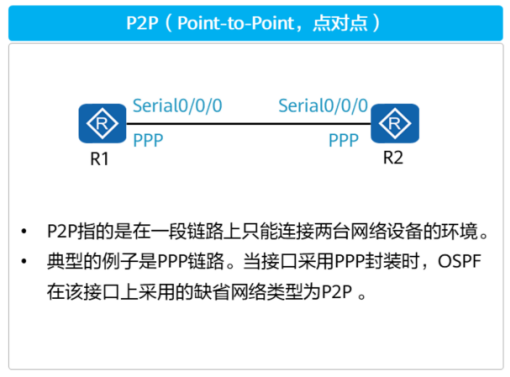 P2P（Point-to-Point，点对点）
Serial0/0/0 Serial0/0/0
R R
PPP PPP
R1 R2
• P2P指的是在一段链路上只能连接两台网络设备的环境。
• 典型的例子是PPP链路。当接口采用PPP封装时，OSPF
在该接口上采用的缺省网络类型为P2P 。